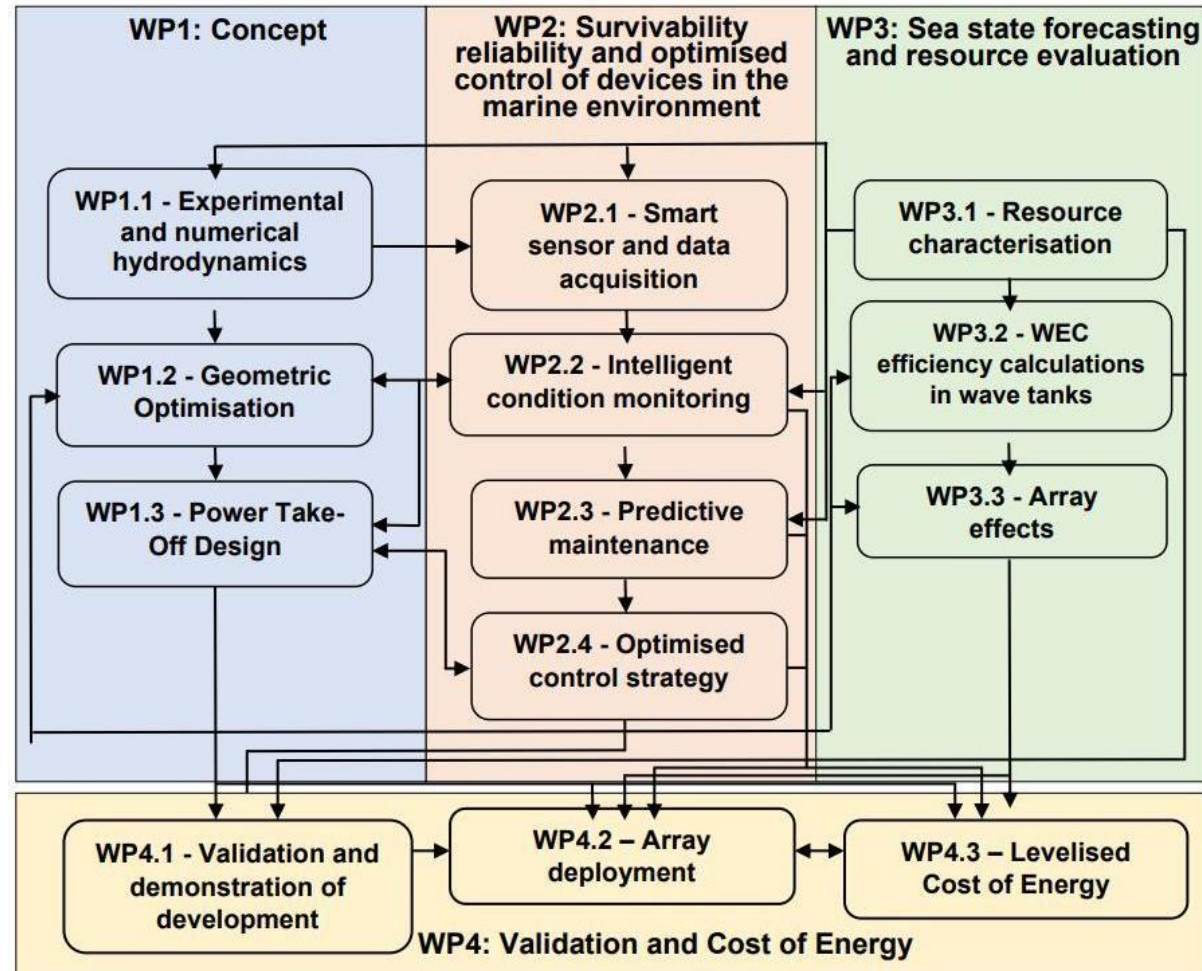 WP1: Concept
WP2: Survivability
reliability and optimised
control of devices in the
marine environment
WP3: Sea state forecasting
and resource evaluation
WP1.1 - Experimental
and numerical
hydrodynamics
WP1.2 - Geometric
Optimisation
WP1.3 - Power Take-
Off Design
WP2.1 - Smart
sensor and data
acquisition
WP2.2 - Intelligent
condition monitoring
WP2.3 - Predictive
maintenance
WP2.4 - Optimised
control strategy
WP3.1 - Resource
characterisation
WP3.2 - WEC
efficiency calculations
in wave tanks
WP3.3 - Array
effects
WP4.1 - Validation and
demonstration of
development
WP4.2 – Array
deployment
WP4.3 – Levelised
Cost of Energy
WP4: Validation and Cost of Energy